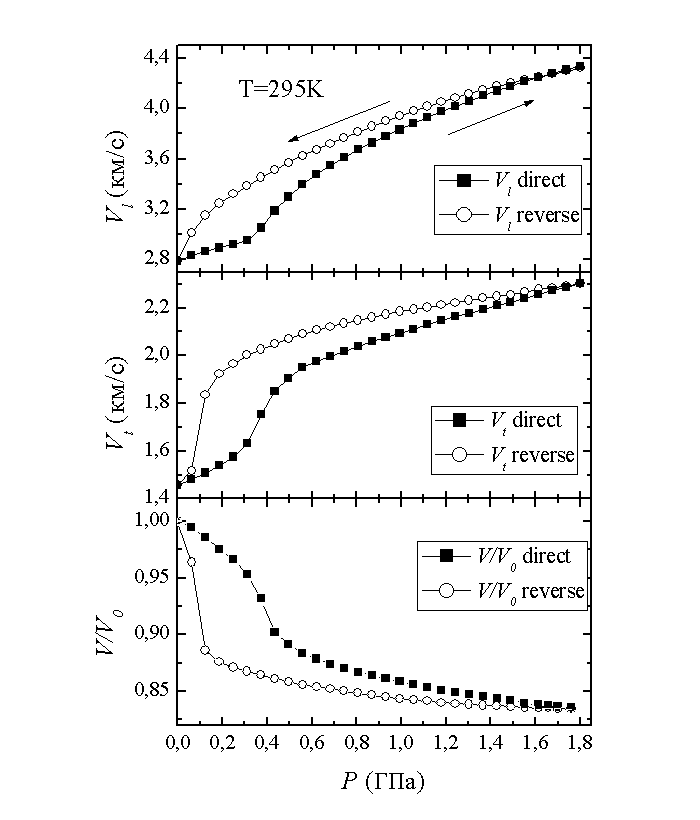 4,4
T=295K
4,0
3,6
V_l (км/с)
V_l direct
V_l reverse
3,2
2,8
2,2
2,0
V_t (км/с)
1,8
V_t direct
V_t reverse
1,6
1,4
1,00
V/V_0 direct
V/V_0 reverse
0,95
V/V_0
0,90
0,85
0,0 0,2 0,4 0,6 0,8 1,0 1,2 1,4 1,6 1,8
P (ГПа)